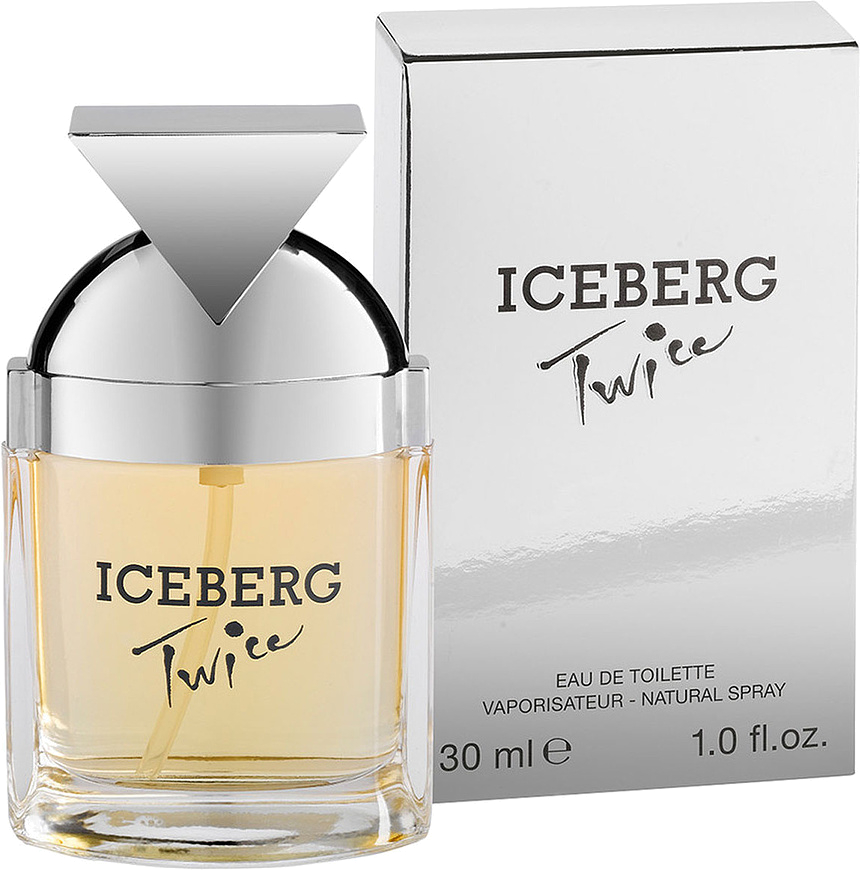 ICEBERG
Twice
ICEBERG
Twice
EAU DE TOILETTE
VAPORISATEUR - NATURAL SPRAY
30 ml ℮ 1.0 fl.oz.